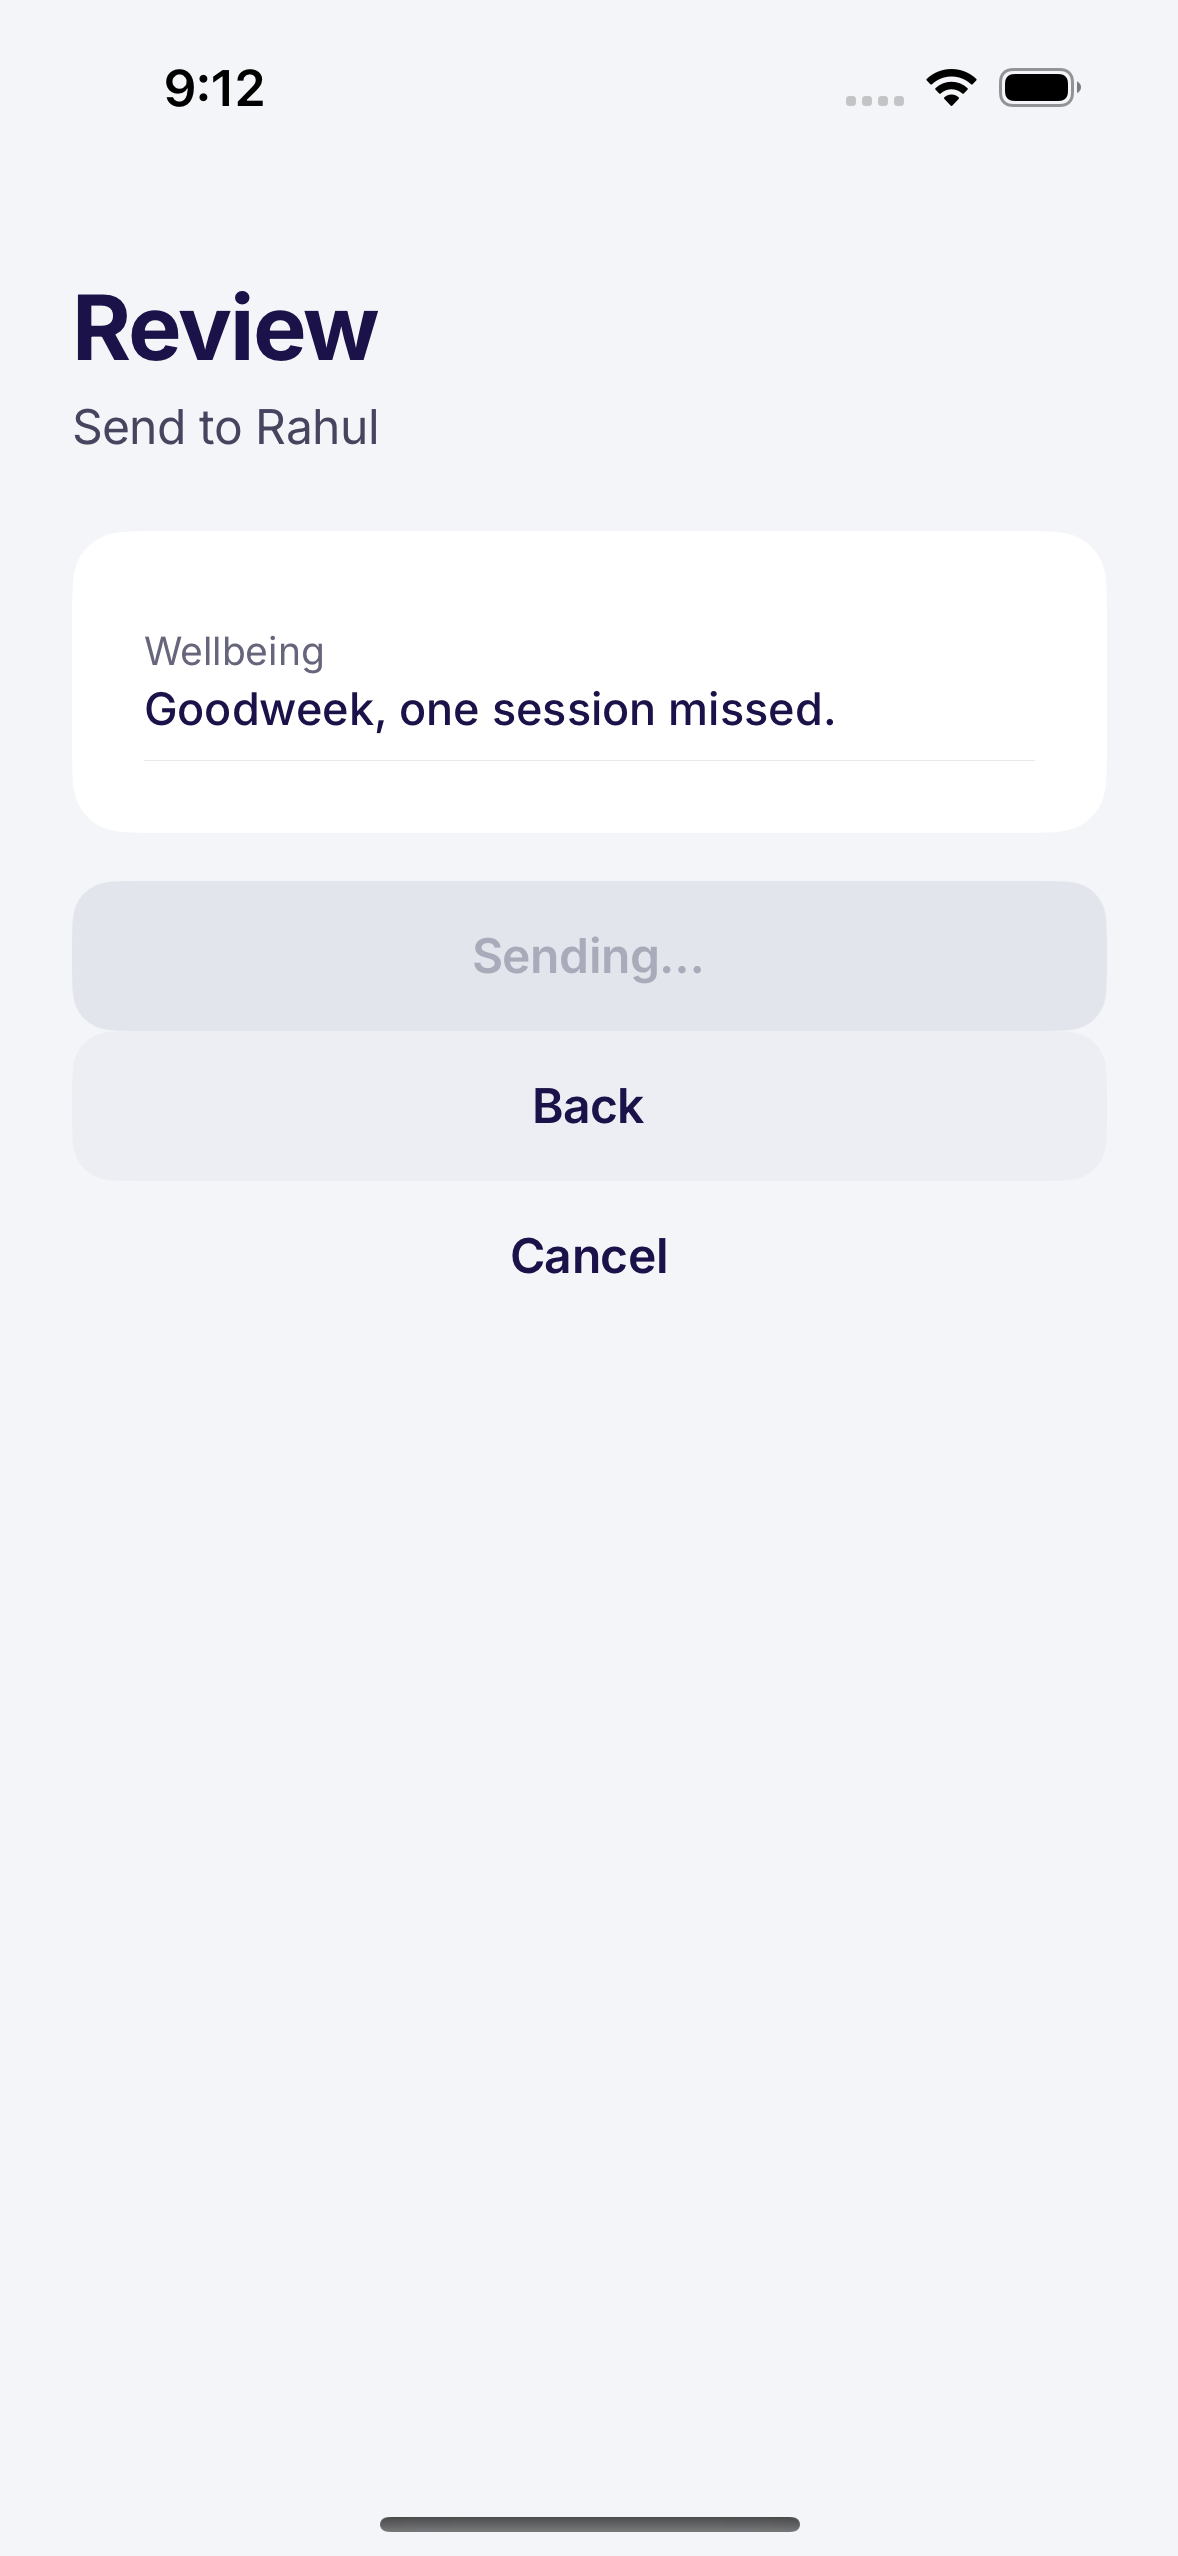 9:12
Review
Send to Rahul
Wellbeing
Goodweek, one session missed.
Sending...
Back
Cancel